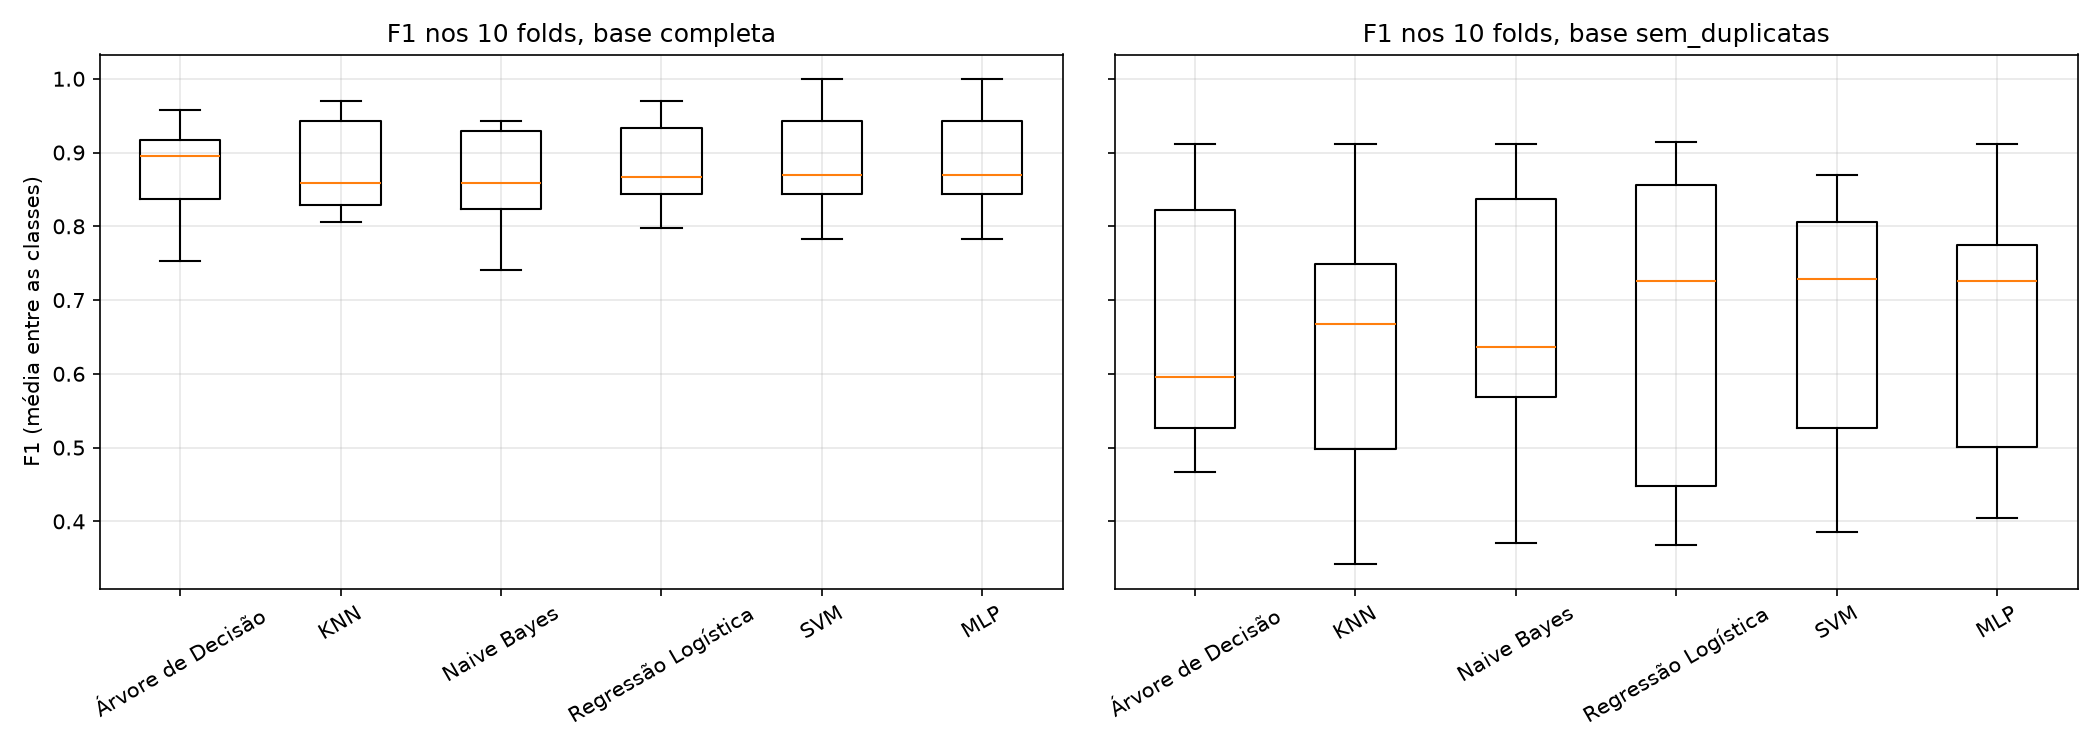 F1 nos 10 folds, base completa
F1 (média entre as classes)
1.0
0.9
0.8
0.7
0.6
0.5
0.4
Árvore de Decisão
KNN
Naive Bayes
Regressão Logística
SVM
MLP
F1 nos 10 folds, base sem_duplicatas
Árvore de Decisão
KNN
Naive Bayes
Regressão Logística
SVM
MLP